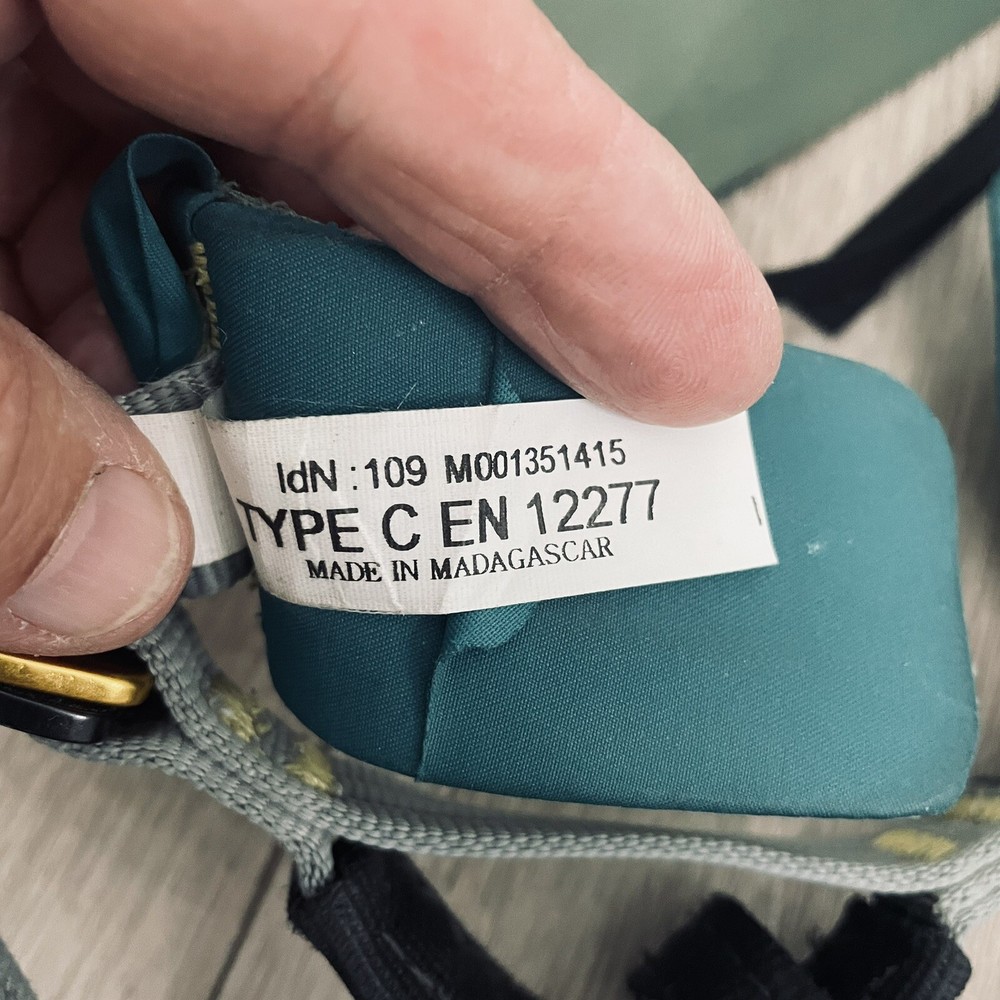 IdN : 109 M001351415
TYPE C EN 12277
MADE IN MADAGASCAR